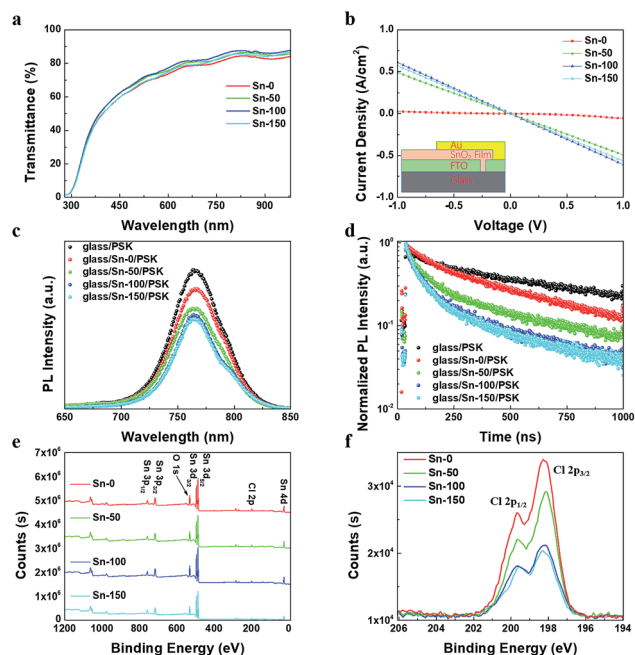 a
Transmittance (%)
100
80
60
40
20
0
Sn-0
Sn-50
Sn-100
Sn-150
300 450 600 750 900
Wavelength (nm)
b
Current Density (A/cm²)
1.0
0.5
0.0
-0.5
-1.0
Sn-0
Sn-50
Sn-100
Sn-150
Au
SnO₂ Film
FTO
-1.0 -0.5 0.0 0.5 1.0
Voltage (V)
c
PL Intensity (a.u.)
glass/PSK
glass/Sn-0/PSK
glass/Sn-50/PSK
glass/Sn-100/PSK
glass/Sn-150/PSK
650 700 750 800 850
Wavelength (nm)
d
Normalized PL Intensity (a.u.)
10⁰
10⁻¹
10⁻²
glass/PSK
glass/Sn-0/PSK
glass/Sn-50/PSK
glass/Sn-100/PSK
glass/Sn-150/PSK
0 250 500 750 1000
Time (ns)
e
Counts (s)
7x10⁶
6x10⁶
5x10⁶
4x10⁶
3x10⁶
2x10⁶
1x10⁶
0
Sn 3p₁/₂
Sn 3p₃/₂
O 1s
Sn 3d₃/₂
Sn 3d₅/₂
Cl 2p
Sn 4d
Sn-0
Sn-50
Sn-100
Sn-150
1200 1000 800 600 400 200 0
Binding Energy (eV)
f
Counts (s)
3x10⁴
2x10⁴
1x10⁴
Sn-0
Sn-50
Sn-100
Sn-150
Cl 2p₁/₂
Cl 2p₃/₂
206 204 202 200 198 196 194
Binding Energy (eV)